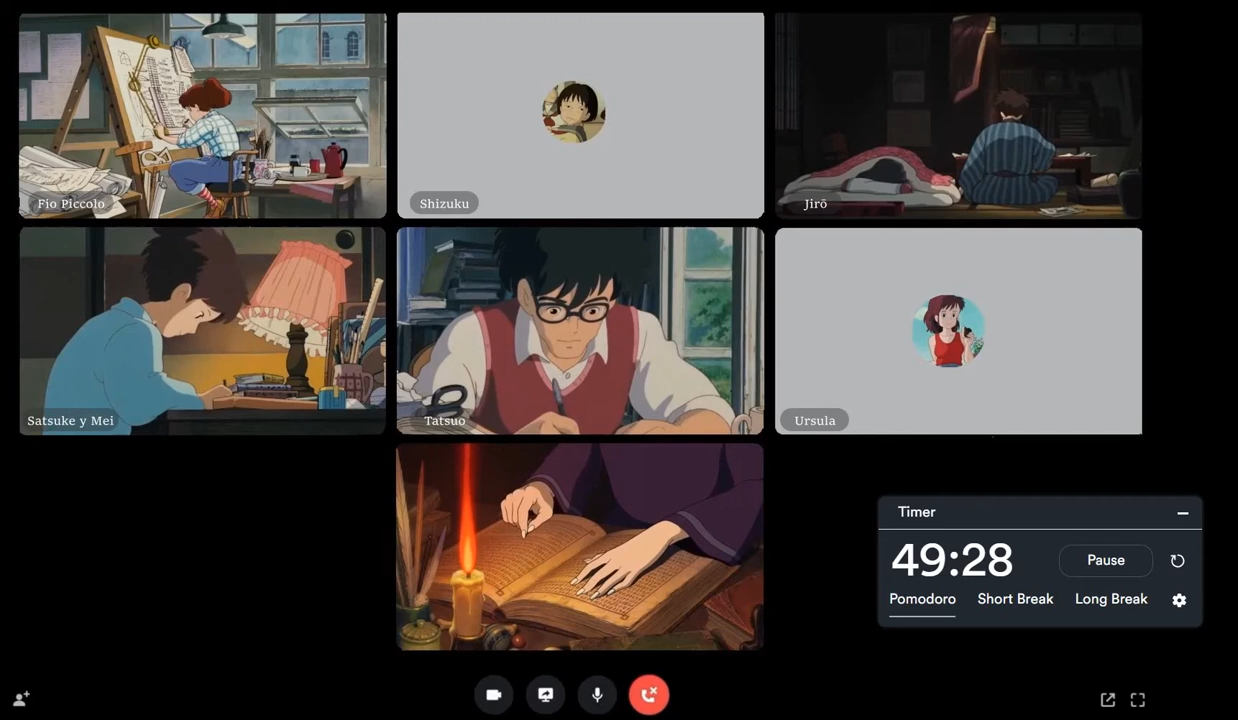 Fio Piccolo
Shizuku
Jirō
Satsuke y Mei
Tatsuo
Ursula
Timer
49:28
Pause
Pomodoro Short Break Long Break